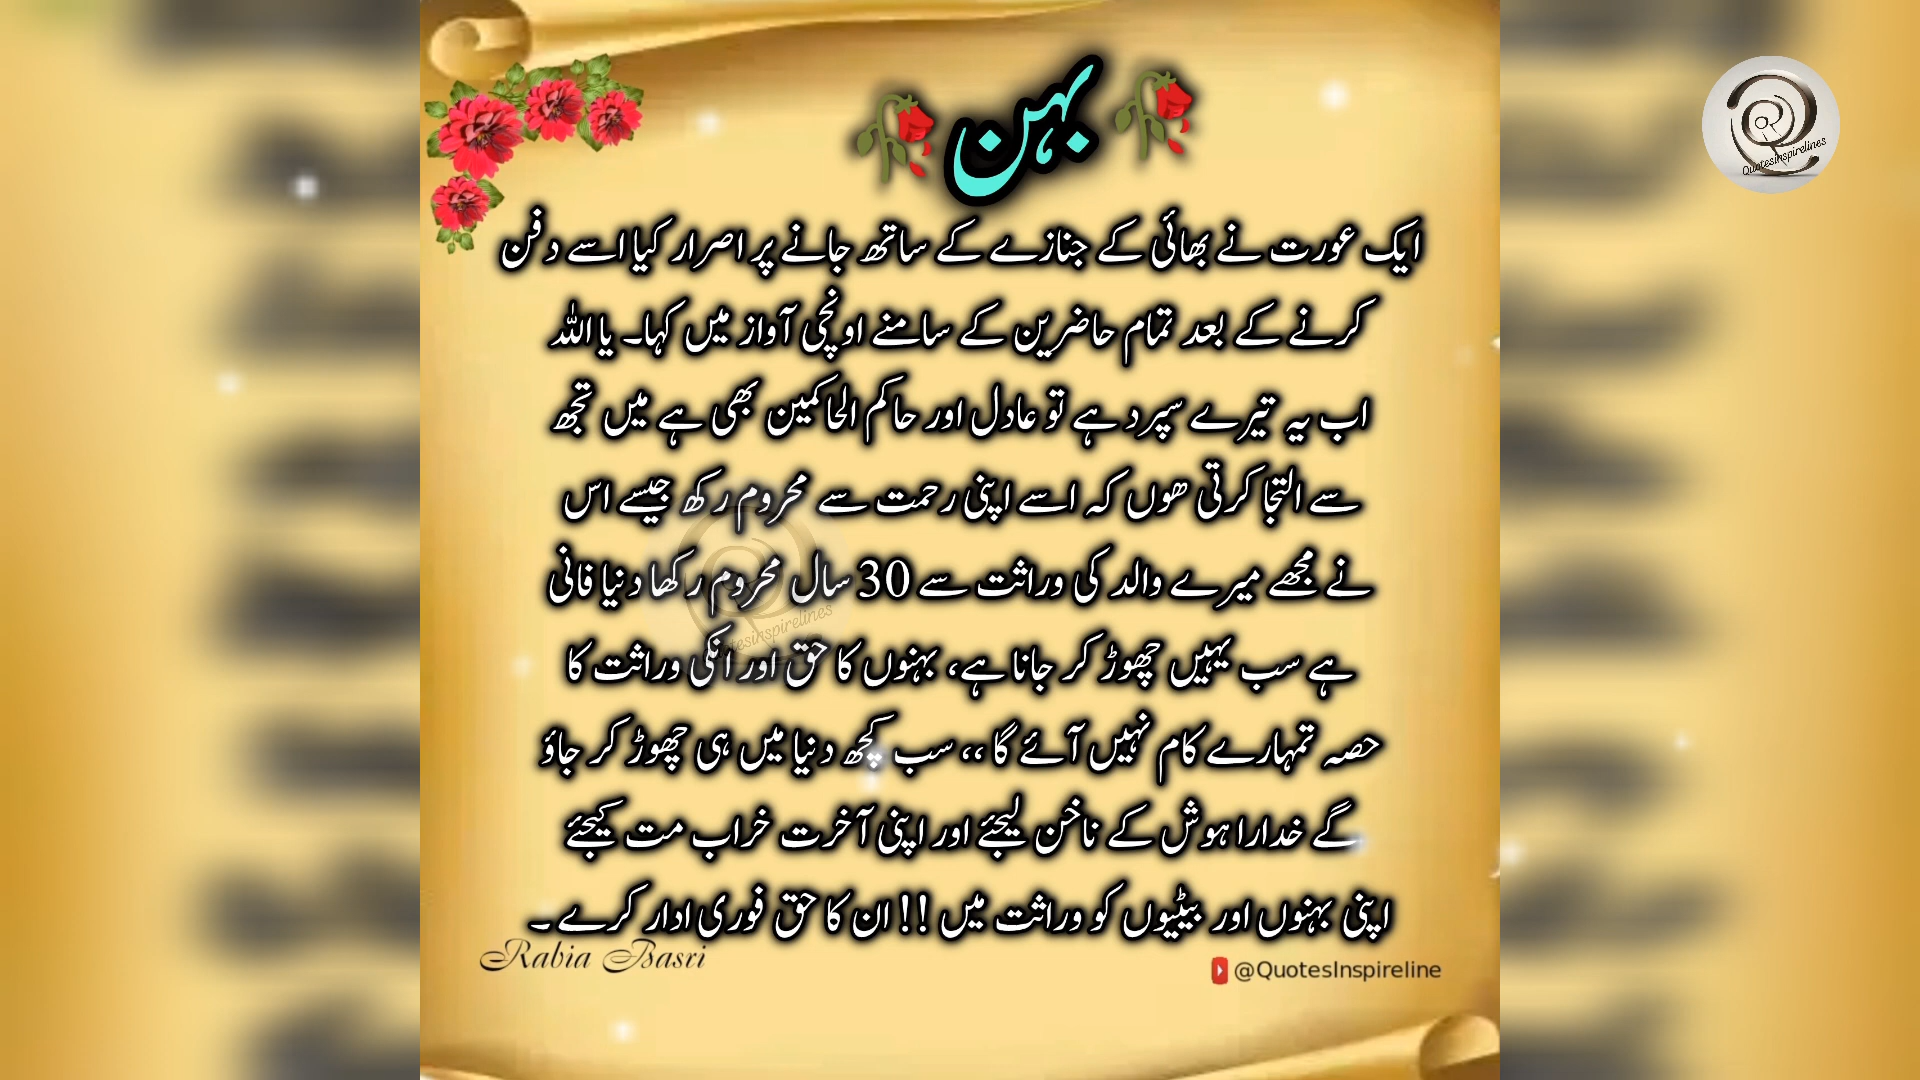 بہن
ایک عورت نے بھائی کے جنازے کے ساتھ جانے پر اصرار کیا اسے دفن
کرنے کے بعد تمام حاضرین کے سامنے اونچی آواز میں کہا۔ یا اللہ
اب یہ تیرے سپرد ہے تو عادل اور حاکم الحاکمین بھی ہے میں تجھ
سے التجا کرتی ھوں کہ اسے اپنی رحمت سے محروم رکھ جیسے اس
نے مجھے میرے والد کی وراثت سے 30 سال محروم رکھا دنیا فانی
ہے سب یہیں چھوڑ کر جانا ہے، بہنوں کا حق اور انکی وراثت کا
حصہ تمہارے کام نہیں آئے گا ،، سب کچھ دنیا میں ہی چھوڑ کر جاؤ
گے خدارا ہوش کے ناخن لیجئے اور اپنی آخرت خراب مت کیجئے
اپنی بہنوں اور بیٹیوں کو وراثت میں !! ان کا حق فوری ادار کرے ۔
Rabia Basri
@QuotesInspireline
Quotesinspirelines
Quotesinspirelines